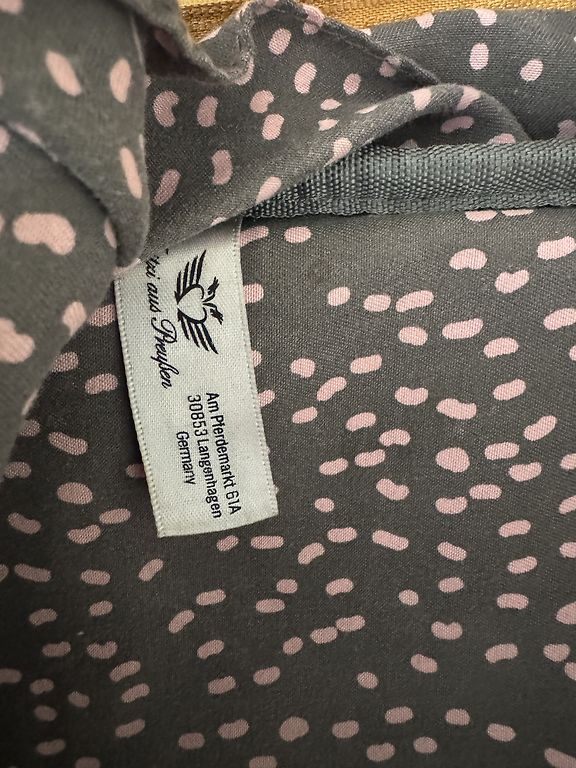 aus Preußen
Am Pferdemarkt 61A
30853 Langenhagen
Germany